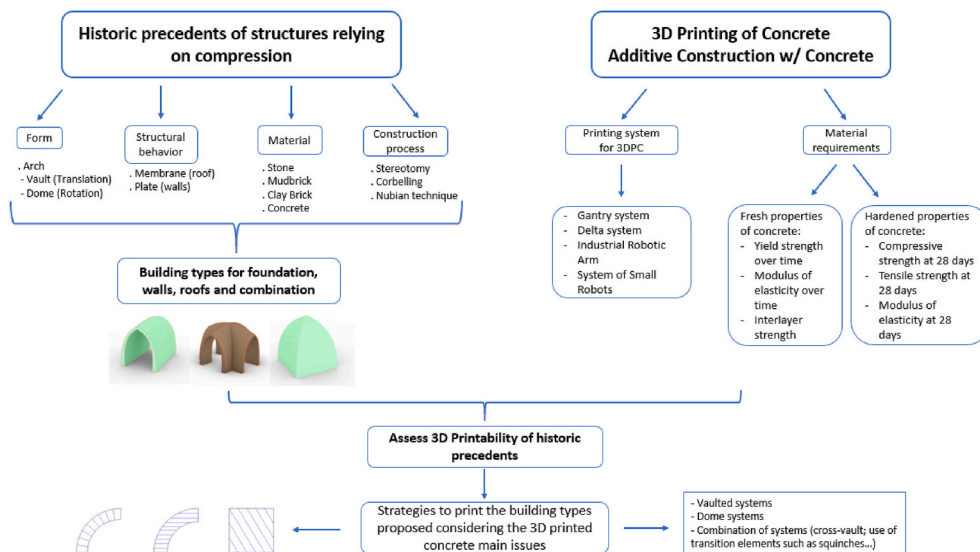 Historic precedents of structures relying
on compression
3D Printing of Concrete
Additive Construction w/ Concrete
Form
. Arch
- Vault (Translation)
- Dome (Rotation)
Structural
behavior
. Membrane (roof)
. Plate (walls)
Material
. Stone
. Mudbrick
. Clay Brick
. Concrete
Construction
process
. Stereotomy
. Corbelling
. Nubian technique
Printing system
for 3DPC
- Gantry system
- Delta system
- Industrial Robotic
Arm
- System of Small
Robots
Material
requirements
Fresh properties
of concrete:
- Yield strength
over time
- Modulus of
elasticity over
time
- Interlayer
strength
Hardened properties
of concrete:
- Compressive
strength at 28 days
- Tensile strength at
28 days
- Modulus of
elasticity at 28
days
Building types for foundation,
walls, roofs and combination
Assess 3D Printability of historic
precedents
Strategies to print the building types
proposed considering the 3D printed
concrete main issues
- Vaulted systems
- Dome systems
- Combination of systems (cross-vault; use of
transition elements such as squinches...)